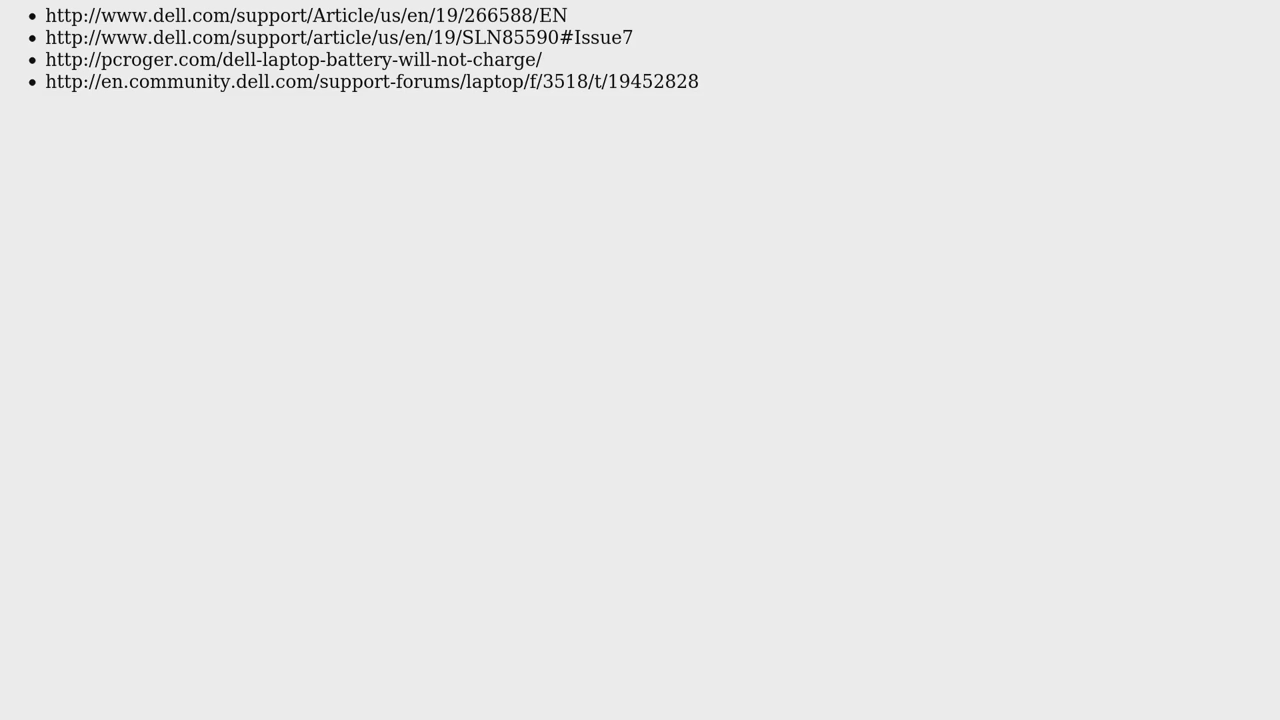 • http://www.dell.com/support/Article/us/en/19/266588/EN
• http://www.dell.com/support/article/us/en/19/SLN85590#Issue7
• http://pcroger.com/dell-laptop-battery-will-not-charge/
• http://en.community.dell.com/support-forums/laptop/f/3518/t/19452828